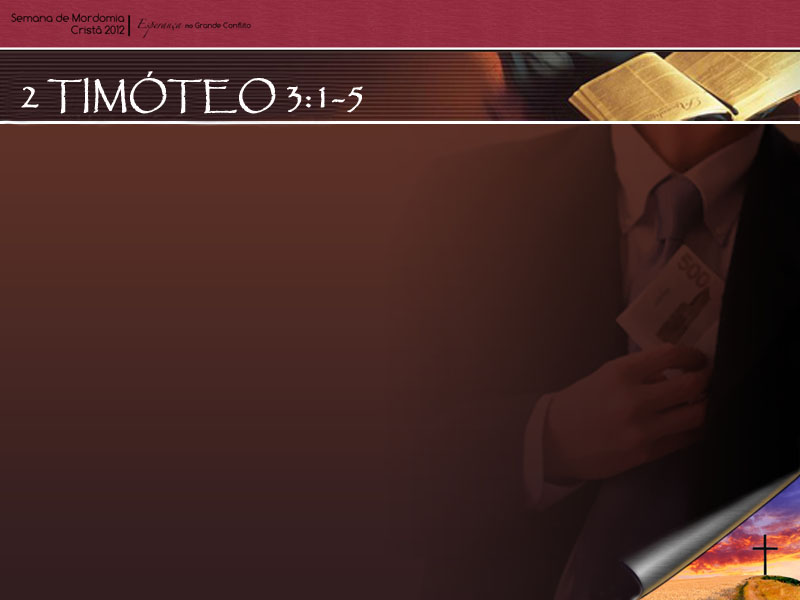 Semana de Mordomia
Cristã 2012
Esperança no Grande Conflito
2 TIMÓTEO 3:1-5
500